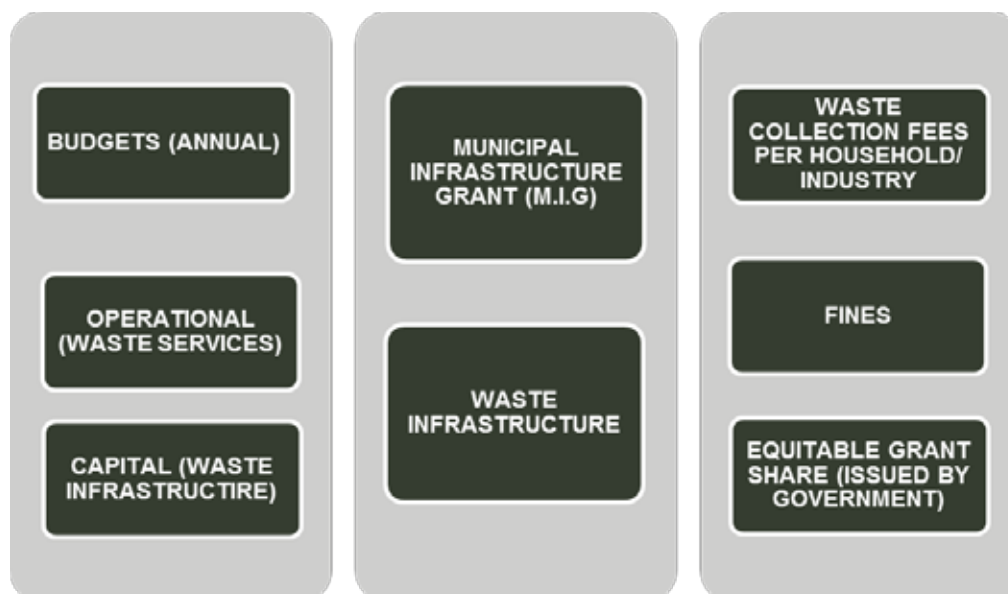 BUDGETS (ANNUAL)
OPERATIONAL
(WASTE SERVICES)
CAPITAL (WASTE
INFRASTRUCTIRE)
MUNICIPAL
INFRASTRUCTURE
GRANT (M.I.G)
WASTE
INFRASTRUCTURE
WASTE
COLLECTION FEES
PER HOUSEHOLD/
INDUSTRY
FINES
EQUITABLE GRANT
SHARE (ISSUED BY
GOVERNMENT)